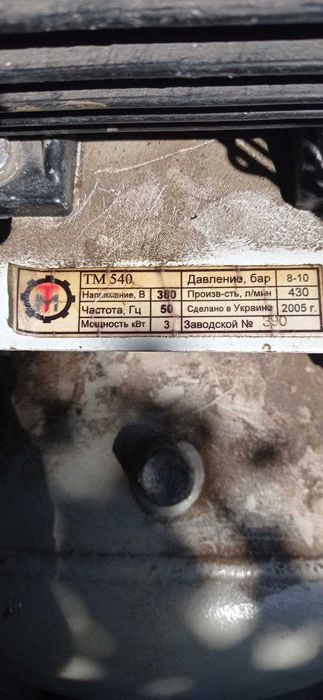 ТМ 540 Давление, бар 8-10
Напряжение, В 380 Произв-сть, л/мин 430
Частота, Гц 50 Сделано в Украине 2005 г.
Мощность кВт 3 Заводской № 390